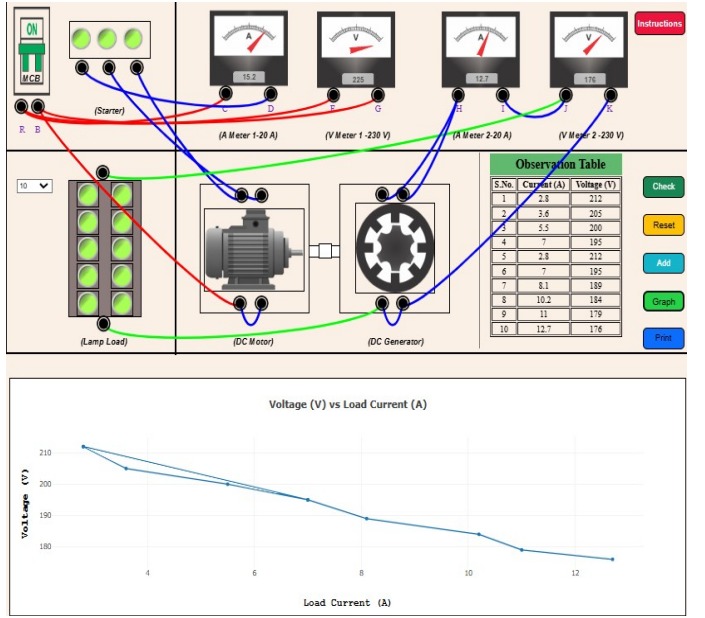 ON
MCB
R B
(Starter)
A
15.2
C D
(A Meter 1-20 A)
V
225
E G
(V Meter 1 -230 V)
A
12.7
H I
(A Meter 2-20 A)
V
176
J K
(V Meter 2 -230 V)
Instructions
10
(Lamp Load)
(DC Motor)
(DC Generator)
Observation Table
S.No. Current (A) Voltage (V)
1 2.8 212
2 3.6 205
3 5.5 200
4 7 195
5 2.8 212
6 7 195
7 8.1 189
8 10.2 184
9 11 179
10 12.7 176
Check
Reset
Add
Graph
Print
Voltage (V) vs Load Current (A)
Voltage (V)
210
200
190
180
4 6 8 10 12
Load Current (A)